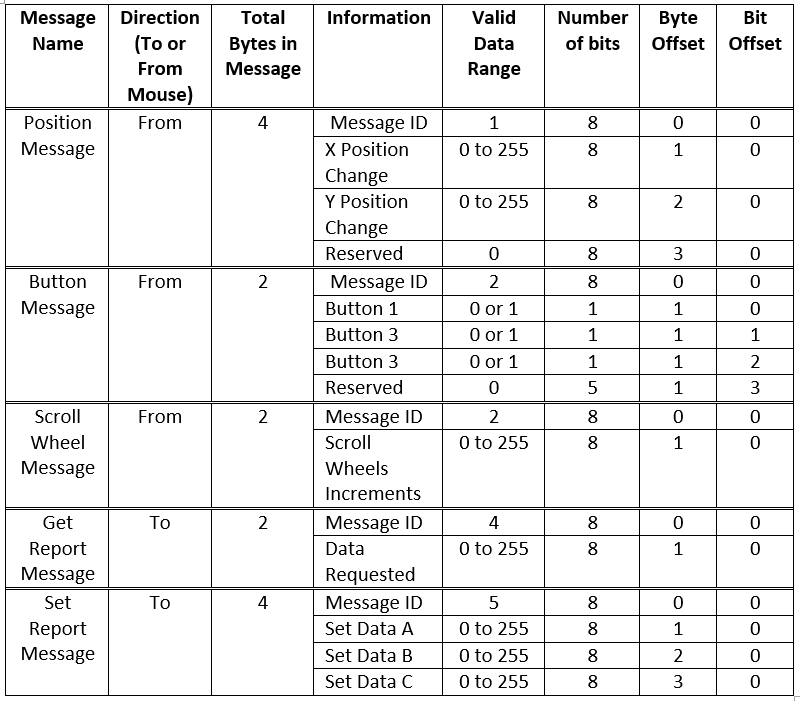 Message Name | Direction (To or From Mouse) | Total Bytes in Message | Information | Valid Data Range | Number of bits | Byte Offset | Bit Offset
Position Message | From | 4 | Message ID | 1 | 8 | 0 | 0
X Position Change | 0 to 255 | 8 | 1 | 0
Y Position Change | 0 to 255 | 8 | 2 | 0
Reserved | 0 | 8 | 3 | 0
Button Message | From | 2 | Message ID | 2 | 8 | 0 | 0
Button 1 | 0 or 1 | 1 | 1 | 0
Button 3 | 0 or 1 | 1 | 1 | 1
Button 3 | 0 or 1 | 1 | 1 | 2
Reserved | 0 | 5 | 1 | 3
Scroll Wheel Message | From | 2 | Message ID | 2 | 8 | 0 | 0
Scroll Wheels Increments | 0 to 255 | 8 | 1 | 0
Get Report Message | To | 2 | Message ID | 4 | 8 | 0 | 0
Data Requested | 0 to 255 | 8 | 1 | 0
Set Report Message | To | 4 | Message ID | 5 | 8 | 0 | 0
Set Data A | 0 to 255 | 8 | 1 | 0
Set Data B | 0 to 255 | 8 | 2 | 0
Set Data C | 0 to 255 | 8 | 3 | 0